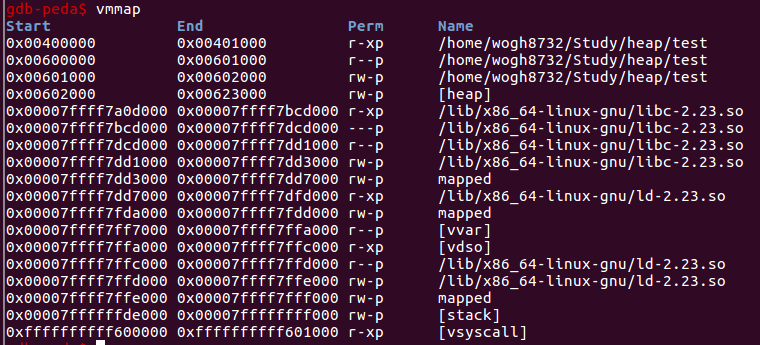 gdb-peda$ vmmap
Start End Perm Name
0x00400000 0x00401000 r-xp /home/wogh8732/Study/heap/test
0x00600000 0x00601000 r--p /home/wogh8732/Study/heap/test
0x00601000 0x00602000 rw-p /home/wogh8732/Study/heap/test
0x00602000 0x00623000 rw-p [heap]
0x00007ffff7a0d000 0x00007ffff7bcd000 r-xp /lib/x86_64-linux-gnu/libc-2.23.so
0x00007ffff7bcd000 0x00007ffff7dcd000 ---p /lib/x86_64-linux-gnu/libc-2.23.so
0x00007ffff7dcd000 0x00007ffff7dd1000 r--p /lib/x86_64-linux-gnu/libc-2.23.so
0x00007ffff7dd1000 0x00007ffff7dd3000 rw-p /lib/x86_64-linux-gnu/libc-2.23.so
0x00007ffff7dd3000 0x00007ffff7dd7000 rw-p mapped
0x00007ffff7dd7000 0x00007ffff7dfd000 r-xp /lib/x86_64-linux-gnu/ld-2.23.so
0x00007ffff7fda000 0x00007ffff7fdd000 rw-p mapped
0x00007ffff7ff7000 0x00007ffff7ffa000 r--p [vvar]
0x00007ffff7ffa000 0x00007ffff7ffc000 r-xp [vdso]
0x00007ffff7ffc000 0x00007ffff7ffd000 r--p /lib/x86_64-linux-gnu/ld-2.23.so
0x00007ffff7ffd000 0x00007ffff7ffe000 rw-p /lib/x86_64-linux-gnu/ld-2.23.so
0x00007ffff7ffe000 0x00007ffff7fff000 rw-p mapped
0x00007ffffffde000 0x00007ffffffff000 rw-p [stack]
0xffffffffff600000 0xffffffffff601000 r-xp [vsyscall]
gdb-peda$